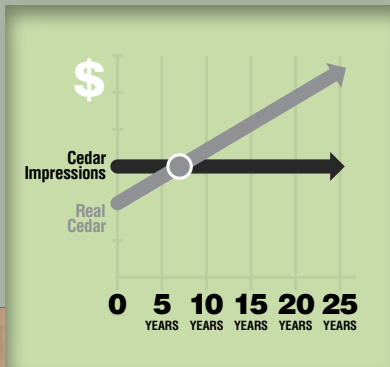 $
Cedar
Impressions
Real
Cedar
0 5 10 15 20 25
YEARS YEARS YEARS YEARS YEARS